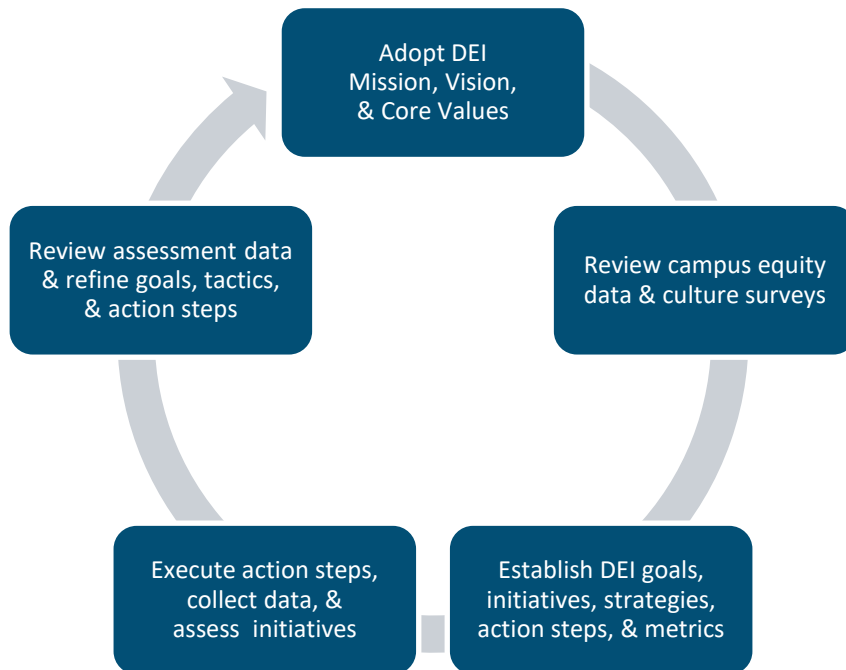 Adopt DEI
Mission, Vision,
& Core Values
Review campus equity
data & culture surveys
Establish DEI goals,
initiatives, strategies,
action steps, & metrics
Execute action steps,
collect data, &
assess  initiatives
Review assessment data
& refine goals, tactics,
& action steps